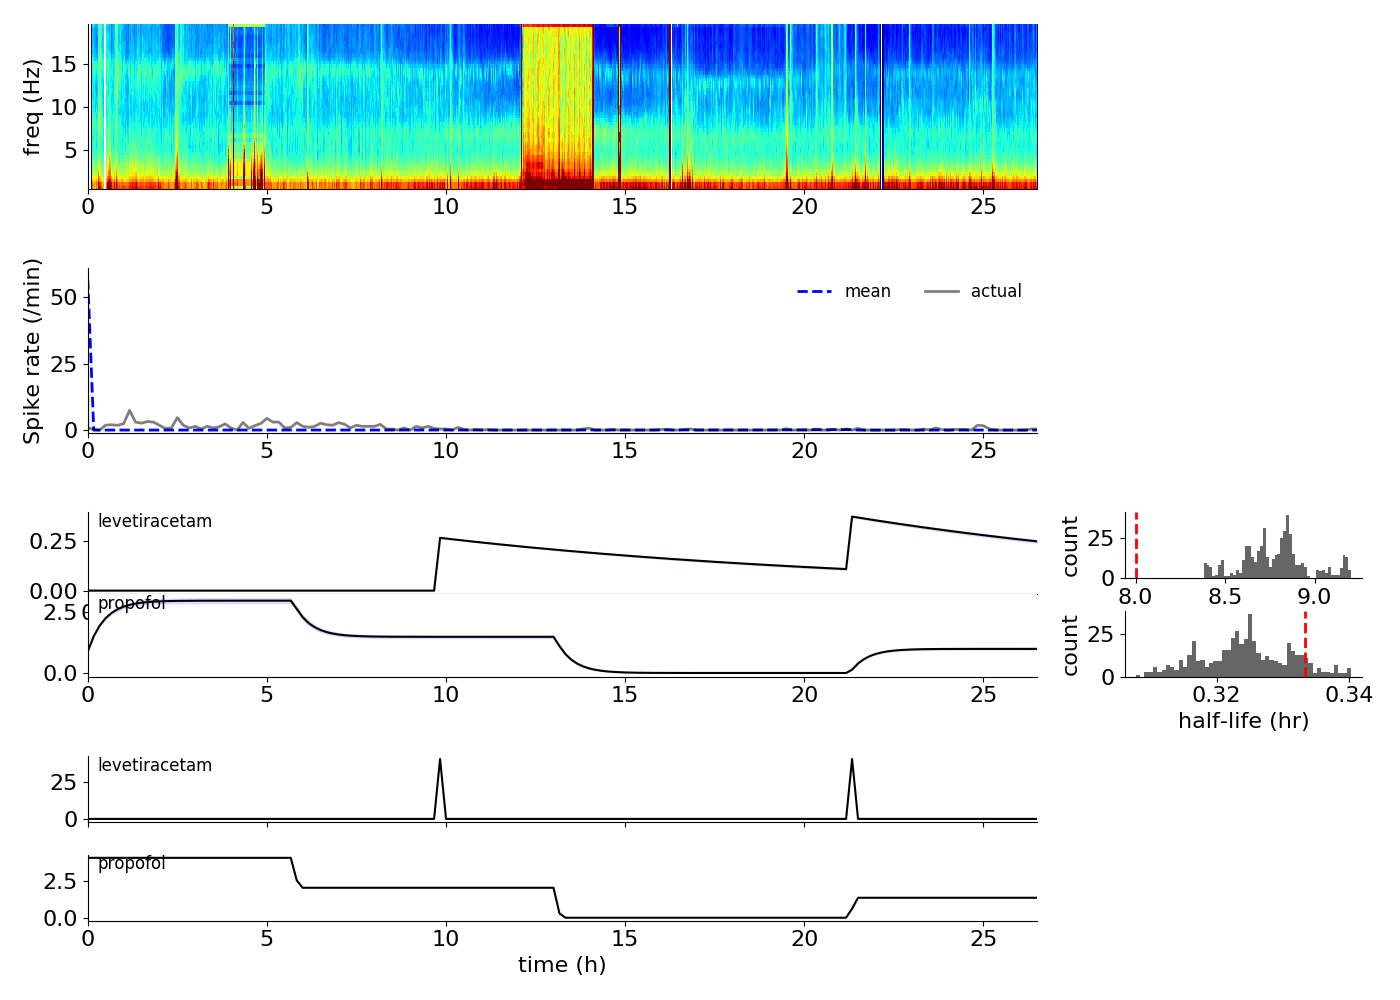 freq (Hz)
15
10
5
0 5 10 15 20 25
Spike rate (/min)
50
25
0
mean actual
0 5 10 15 20 25
levetiracetam
0.25
0.00
propofol
2.5
0.0
0 5 10 15 20 25
count
25
0
8.0 8.5 9.0
count
25
0
0.32 0.34
half-life (hr)
levetiracetam
25
0
propofol
2.5
0.0
0 5 10 15 20 25
time (h)